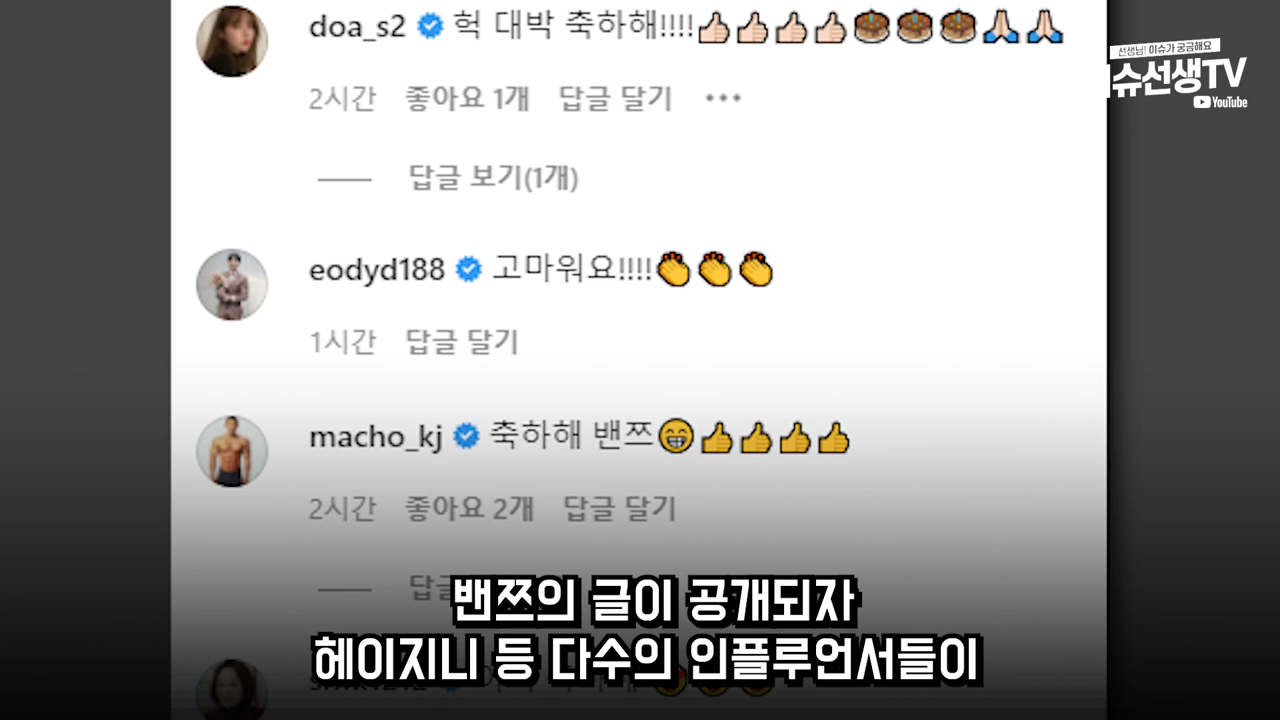 doa_s2 헉 대박 축하해!!!!👍🏻👍🏻👍🏻👍🏻🎂🎂🎂🙏🏻🙏🏻
선생님! 이슈가 궁금해요
슈선생TV
YouTube
2시간 좋아요 1개 답글 달기 •••
답글 보기(1개)
eodyd188 고마워요!!!!👏👏👏
1시간 답글 달기
macho_kj 축하해 밴쯔😁👍👍👍👍
2시간 좋아요 2개 답글 달기
답글
밴쯔의 글이 공개되자
헤이지니 등 다수의 인플루언서들이